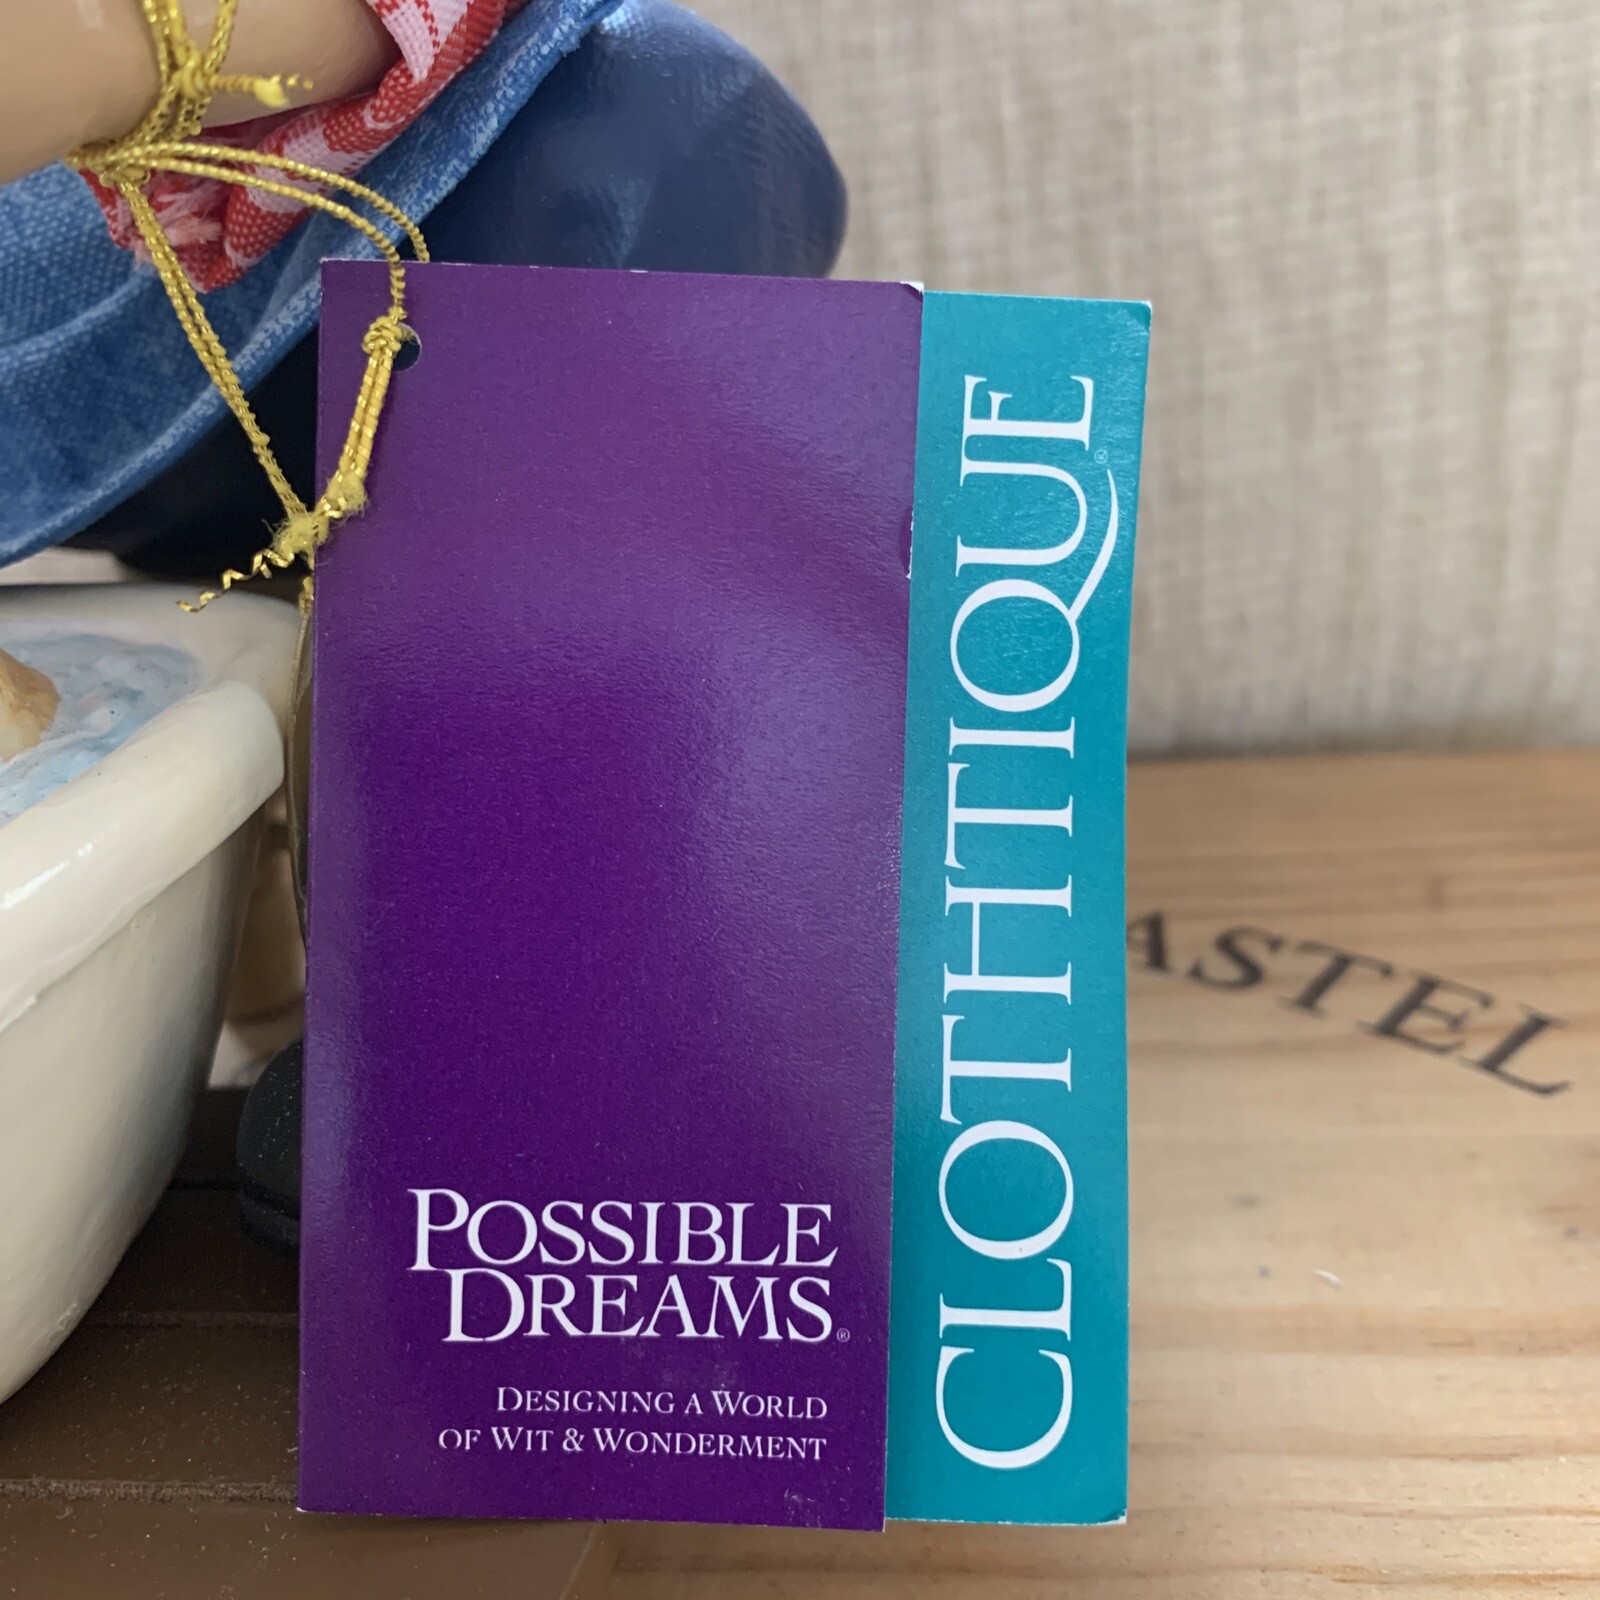 POSSIBLE
DREAMS®
DESIGNING A WORLD
OF WIT & WONDERMENT
CLOTHTIQUE®
ASTEL